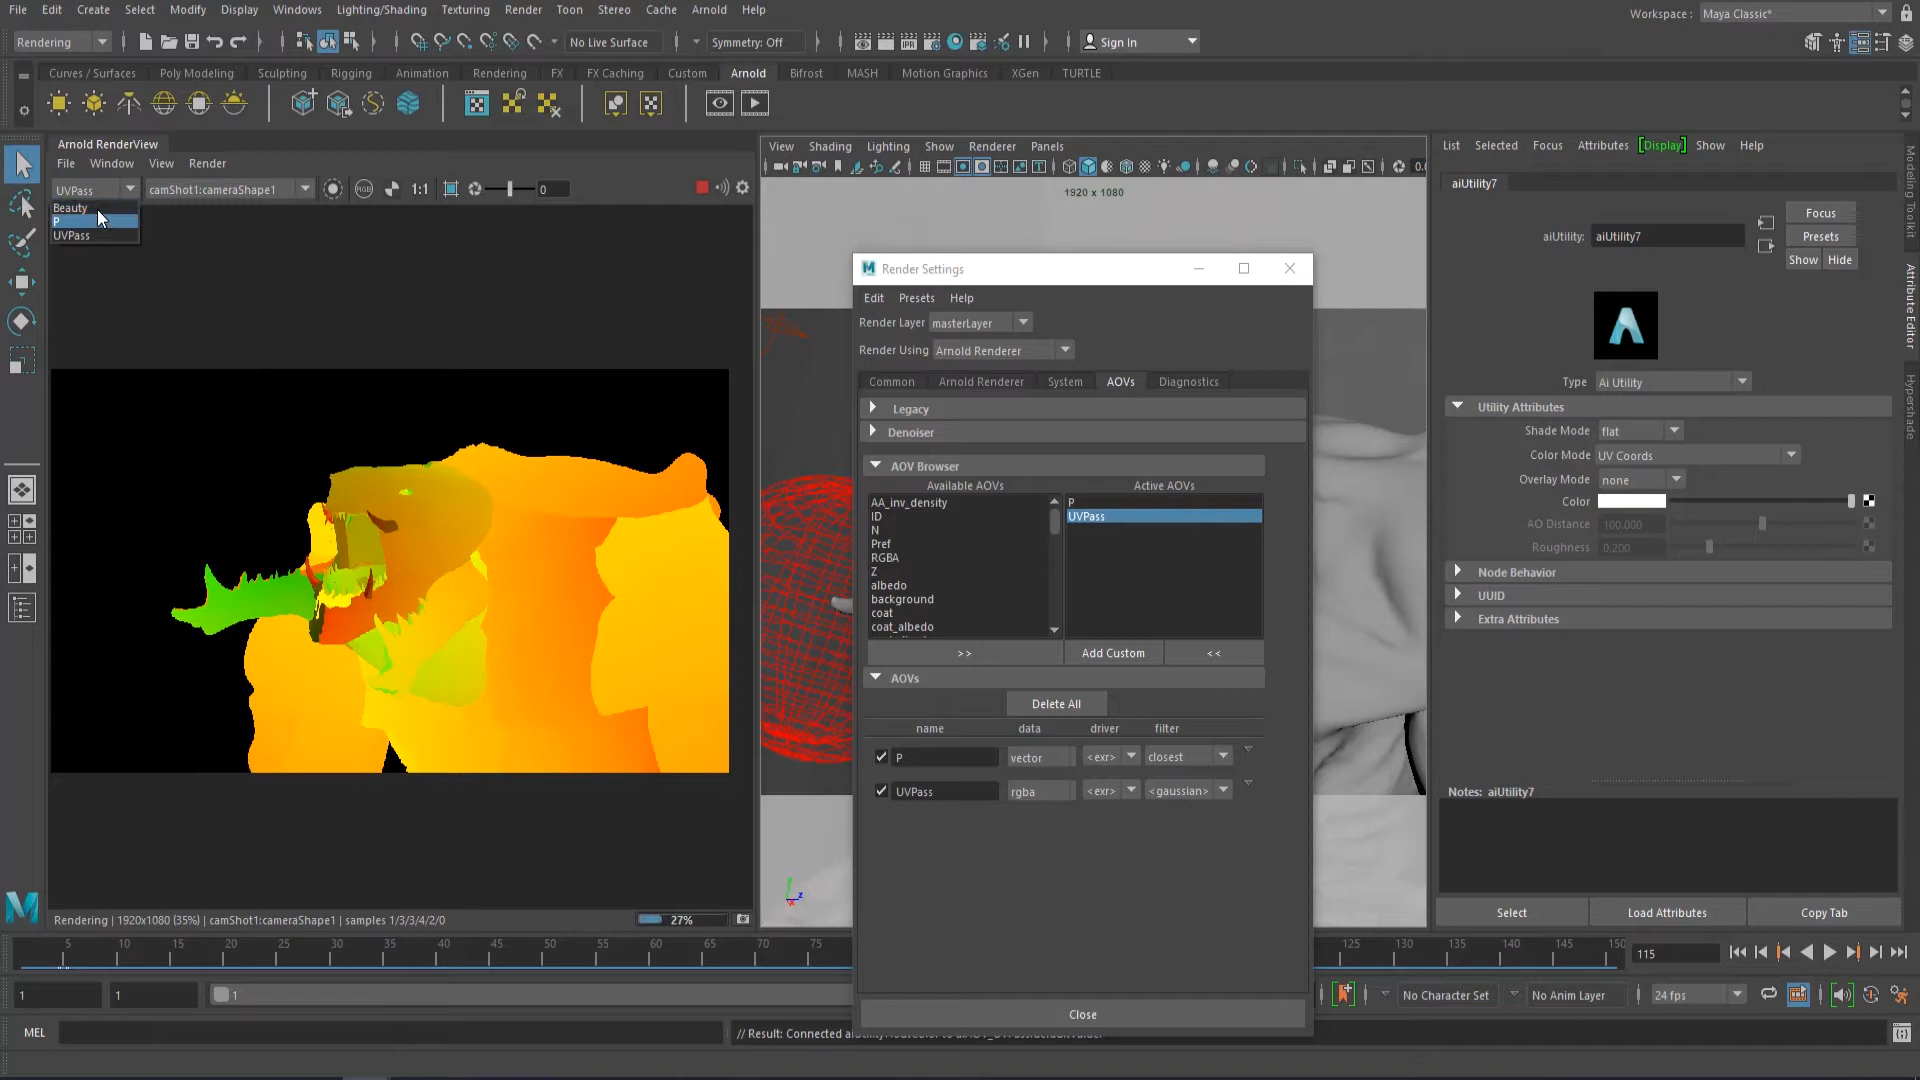 File Edit Create Select Modify Display Windows Lighting/Shading Texturing Render Toon Stereo Cache Arnold Help
Workspace : Maya Classic*
Rendering No Live Surface Symmetry: Off Sign In
Curves / Surfaces Poly Modeling Sculpting Rigging Animation Rendering FX FX Caching Custom Arnold Bifrost MASH Motion Graphics XGen TURTLE
Arnold RenderView
File Window View Render
UVPass camShot1:cameraShape1 RGB 1:1 0
Beauty
P
UVPass
View Shading Lighting Show Renderer Panels
1920 x 1080
Render Settings
Edit Presets Help
Render Layer masterLayer
Render Using Arnold Renderer
Common Arnold Renderer System AOVs Diagnostics
Legacy
Denoiser
AOV Browser
Available AOVs Active AOVs
AA_inv_density P
ID UVPass
N
Pref
RGBA
Z
albedo
background
coat
coat_albedo
>> Add Custom <<
AOVs
Delete All
name data driver filter
P vector <exr> closest
UVPass rgba <exr> <gaussian>
Close
List Selected Focus Attributes Display Show Help
aiUtility7
Focus
aiUtility: aiUtility7 Presets
Show Hide
Type Ai Utility
Utility Attributes
Shade Mode flat
Color Mode UV Coords
Overlay Mode none
Color
AO Distance 100.000
Roughness 0.200
Node Behavior
UUID
Extra Attributes
Notes: aiUtility7
Select Load Attributes Copy Tab
Modeling Toolkit
Attribute Editor
Hypershade
Rendering | 1920x1080 (35%) | camShot1:cameraShape1 | samples 1/3/3/4/2/0 27%
5 10 15 20 25 30 35 40 45 50 55 60 65 70 75 125 130 135 140 145 150 115
1 1 1 No Character Set No Anim Layer 24 fps
MEL // Result: Connected